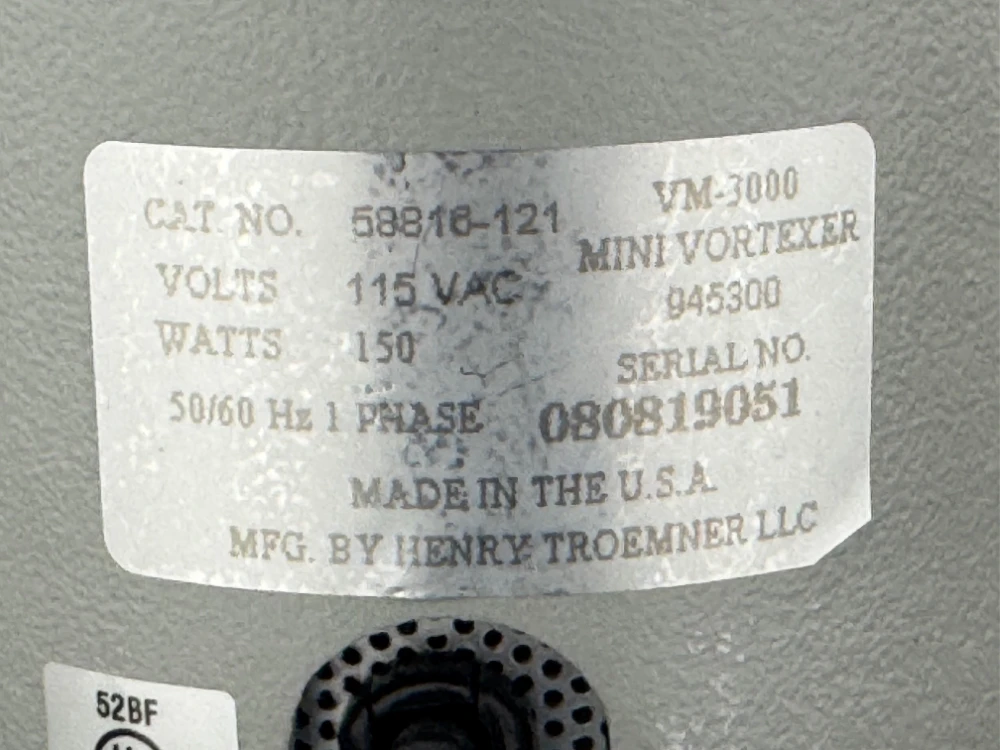 CAT. NO. 58816-121
VOLTS 115 VAC
WATTS 150
50/60 Hz 1 PHASE
VM-3000
MINI VORTEXER
945300
SERIAL NO.
080819051
MADE IN THE U.S.A.
MFG. BY HENRY TROEMNER LLC
52BF